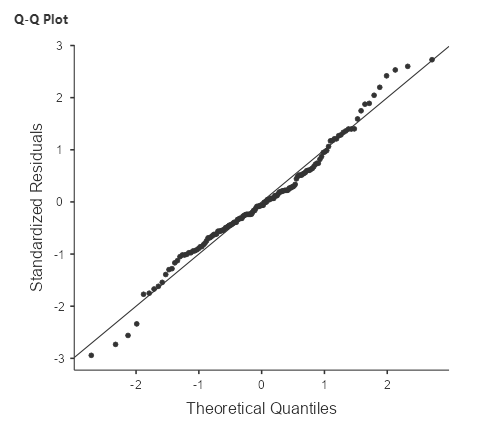 Q-Q Plot
3
2
1
0
-1
-2
-3
Standardized Residuals
-2 -1 0 1 2
Theoretical Quantiles